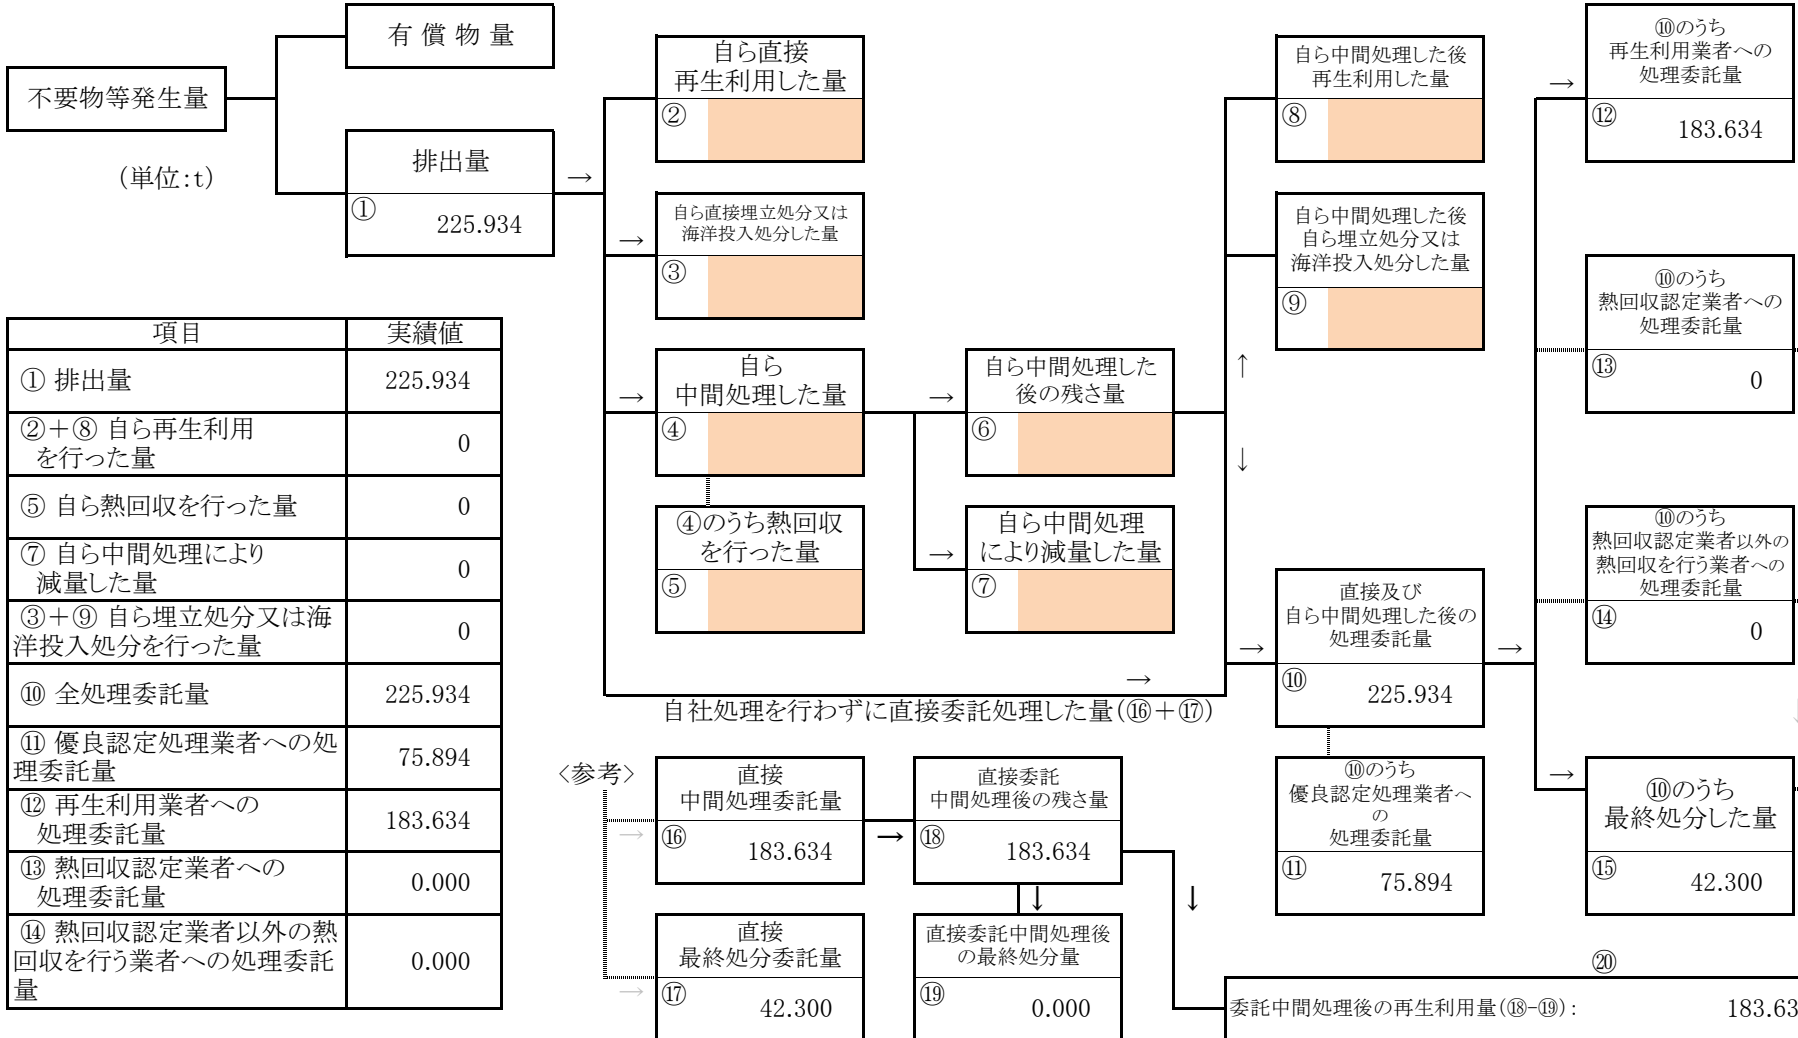 有償物量
不要物等発生量
(単位:t)
排出量
→
①
225.934
自ら直接
再生利用した量
②
自ら直接埋立処分又は
海洋投入処分した量
→
③
自ら
中間処理した量
→
④
④のうち熱回収
を行った量
⑤
自ら中間処理した
後の残さ量
→
⑥
自ら中間処理
により減量した量
→
⑦
自ら中間処理した後
再生利用した量
⑧
自ら中間処理した後
自ら埋立処分又は
海洋投入処分した量
⑨
↑
↓
直接及び
自ら中間処理した後の
処理委託量
→
⑩
225.934
→
⑩のうち
優良認定処理業者へ
の
処理委託量
⑪
75.894
⑩のうち
再生利用業者への
処理委託量
→
⑫
183.634
⑩のうち
熱回収認定業者への
処理委託量
⑬
0
⑩のうち
熱回収認定業者以外の
熱回収を行う業者への
処理委託量
⑭
0
⑩のうち
最終処分した量
→
⑮
42.300
→
自社処理を行わずに直接委託処理した量(⑯+⑰)
<参考>
直接
中間処理委託量
→
⑯
183.634
直接
最終処分委託量
→
⑰
42.300
→
直接委託
中間処理後の残さ量
⑱
183.634
↓
直接委託中間処理後
の最終処分量
⑲
0.000
↓
⑳
委託中間処理後の再生利用量(⑱-⑲):
183.63
項目
実績値
① 排出量
225.934
②+⑧ 自ら再生利用
を行った量
0
⑤ 自ら熱回収を行った量
0
⑦ 自ら中間処理により
減量した量
0
③+⑨ 自ら埋立処分又は海
洋投入処分を行った量
0
⑩ 全処理委託量
225.934
⑪ 優良認定処理業者への処
理委託量
75.894
⑫ 再生利用業者への
処理委託量
183.634
⑬ 熱回収認定業者への
処理委託量
0.000
⑭ 熱回収認定業者以外の熱
回収を行う業者への処理委託
量
0.000